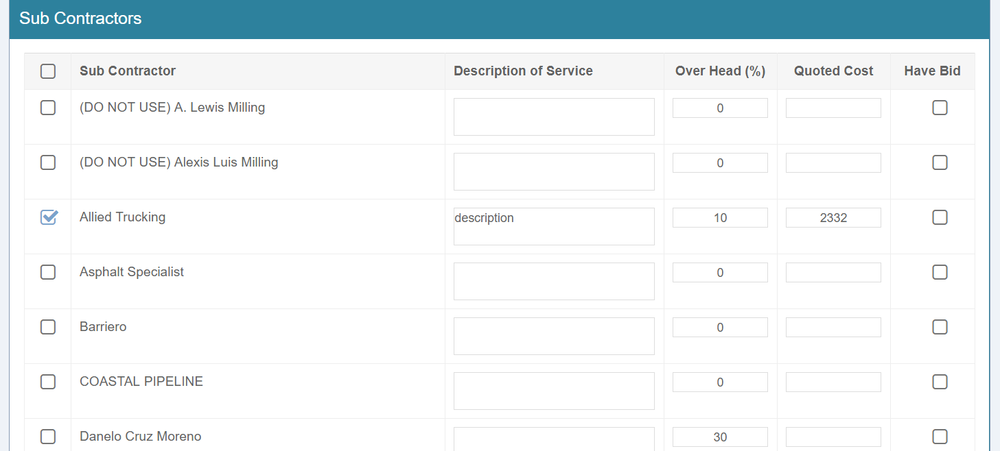 Sub Contractors
Sub Contractor Description of Service Over Head (%) Quoted Cost Have Bid
(DO NOT USE) A. Lewis Milling 0
(DO NOT USE) Alexis Luis Milling 0
Allied Trucking description 10 2332
Asphalt Specialist 0
Barriero 0
COASTAL PIPELINE 0
Danelo Cruz Moreno 30